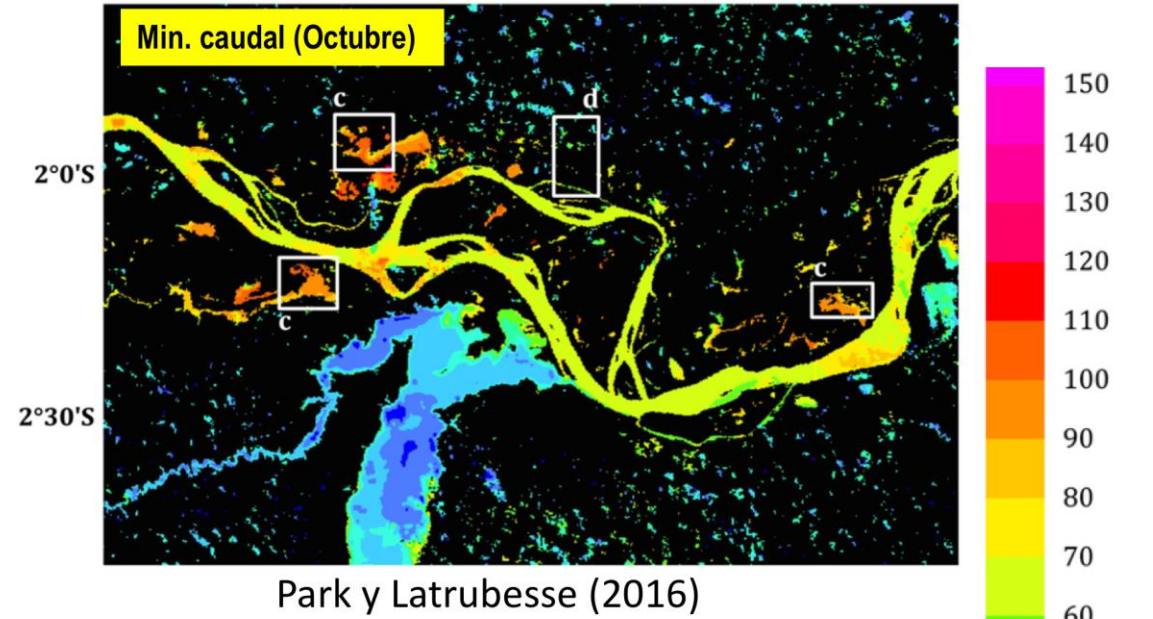 Min. caudal (Octubre)
c
d
2°0'S
c
c
2°30'S
150
140
130
120
110
100
90
80
70
60
Park y Latrubesse (2016)